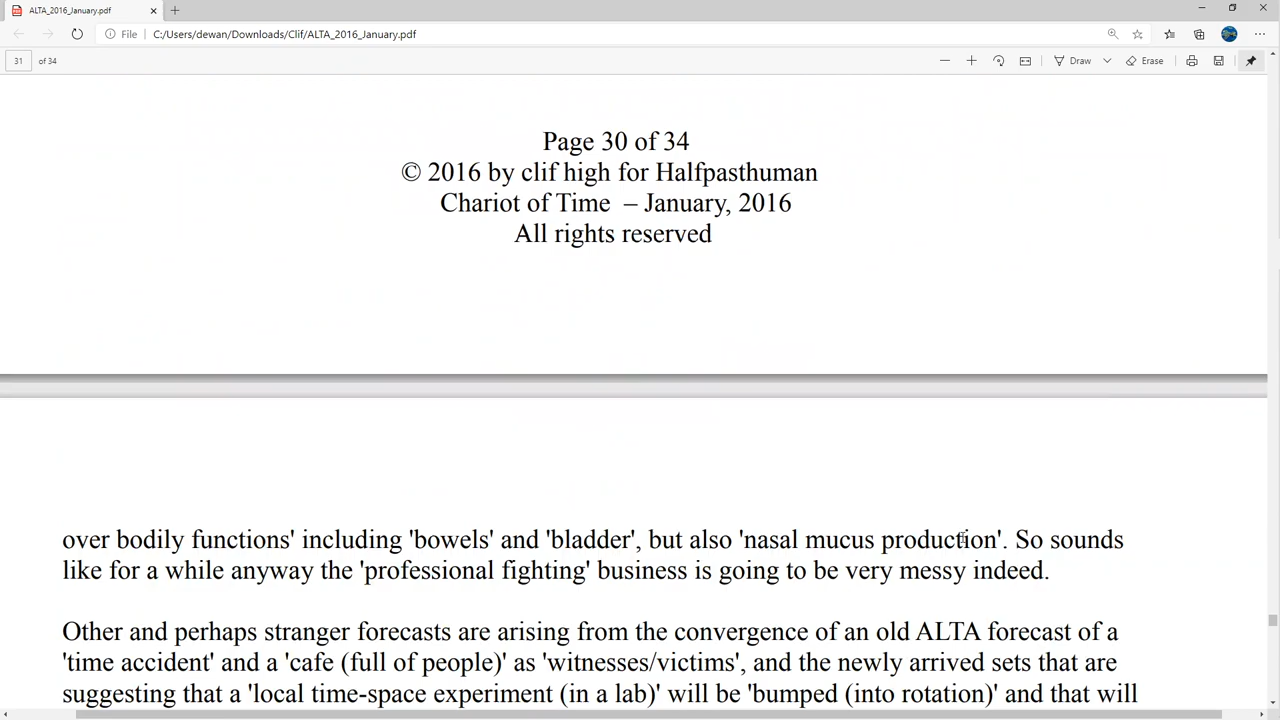 ALTA_2016_January.pdf
File
C:/Users/dewan/Downloads/Clif/ALTA_2016_January.pdf
31 of 34
Draw
Erase
Page 30 of 34
© 2016 by clif high for Halfpasthuman
Chariot of Time – January, 2016
All rights reserved
over bodily functions' including 'bowels' and 'bladder', but also 'nasal mucus production'. So sounds
like for a while anyway the 'professional fighting' business is going to be very messy indeed.
Other and perhaps stranger forecasts are arising from the convergence of an old ALTA forecast of a
'time accident' and a 'cafe (full of people)' as 'witnesses/victims', and the newly arrived sets that are
suggesting that a 'local time-space experiment (in a lab)' will be 'bumped (into rotation)' and that will